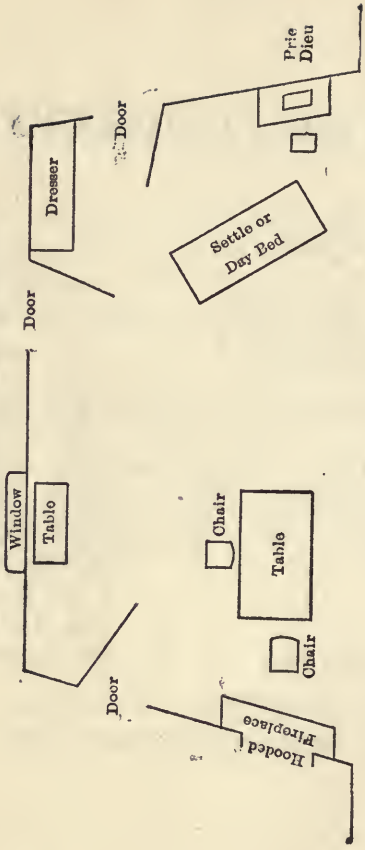 Window
Door
Table
Dresser
Door
Door
Chair
Settle or
Day Bed
Prie
Dieu
Hooded
Fireplace
Table
Chair